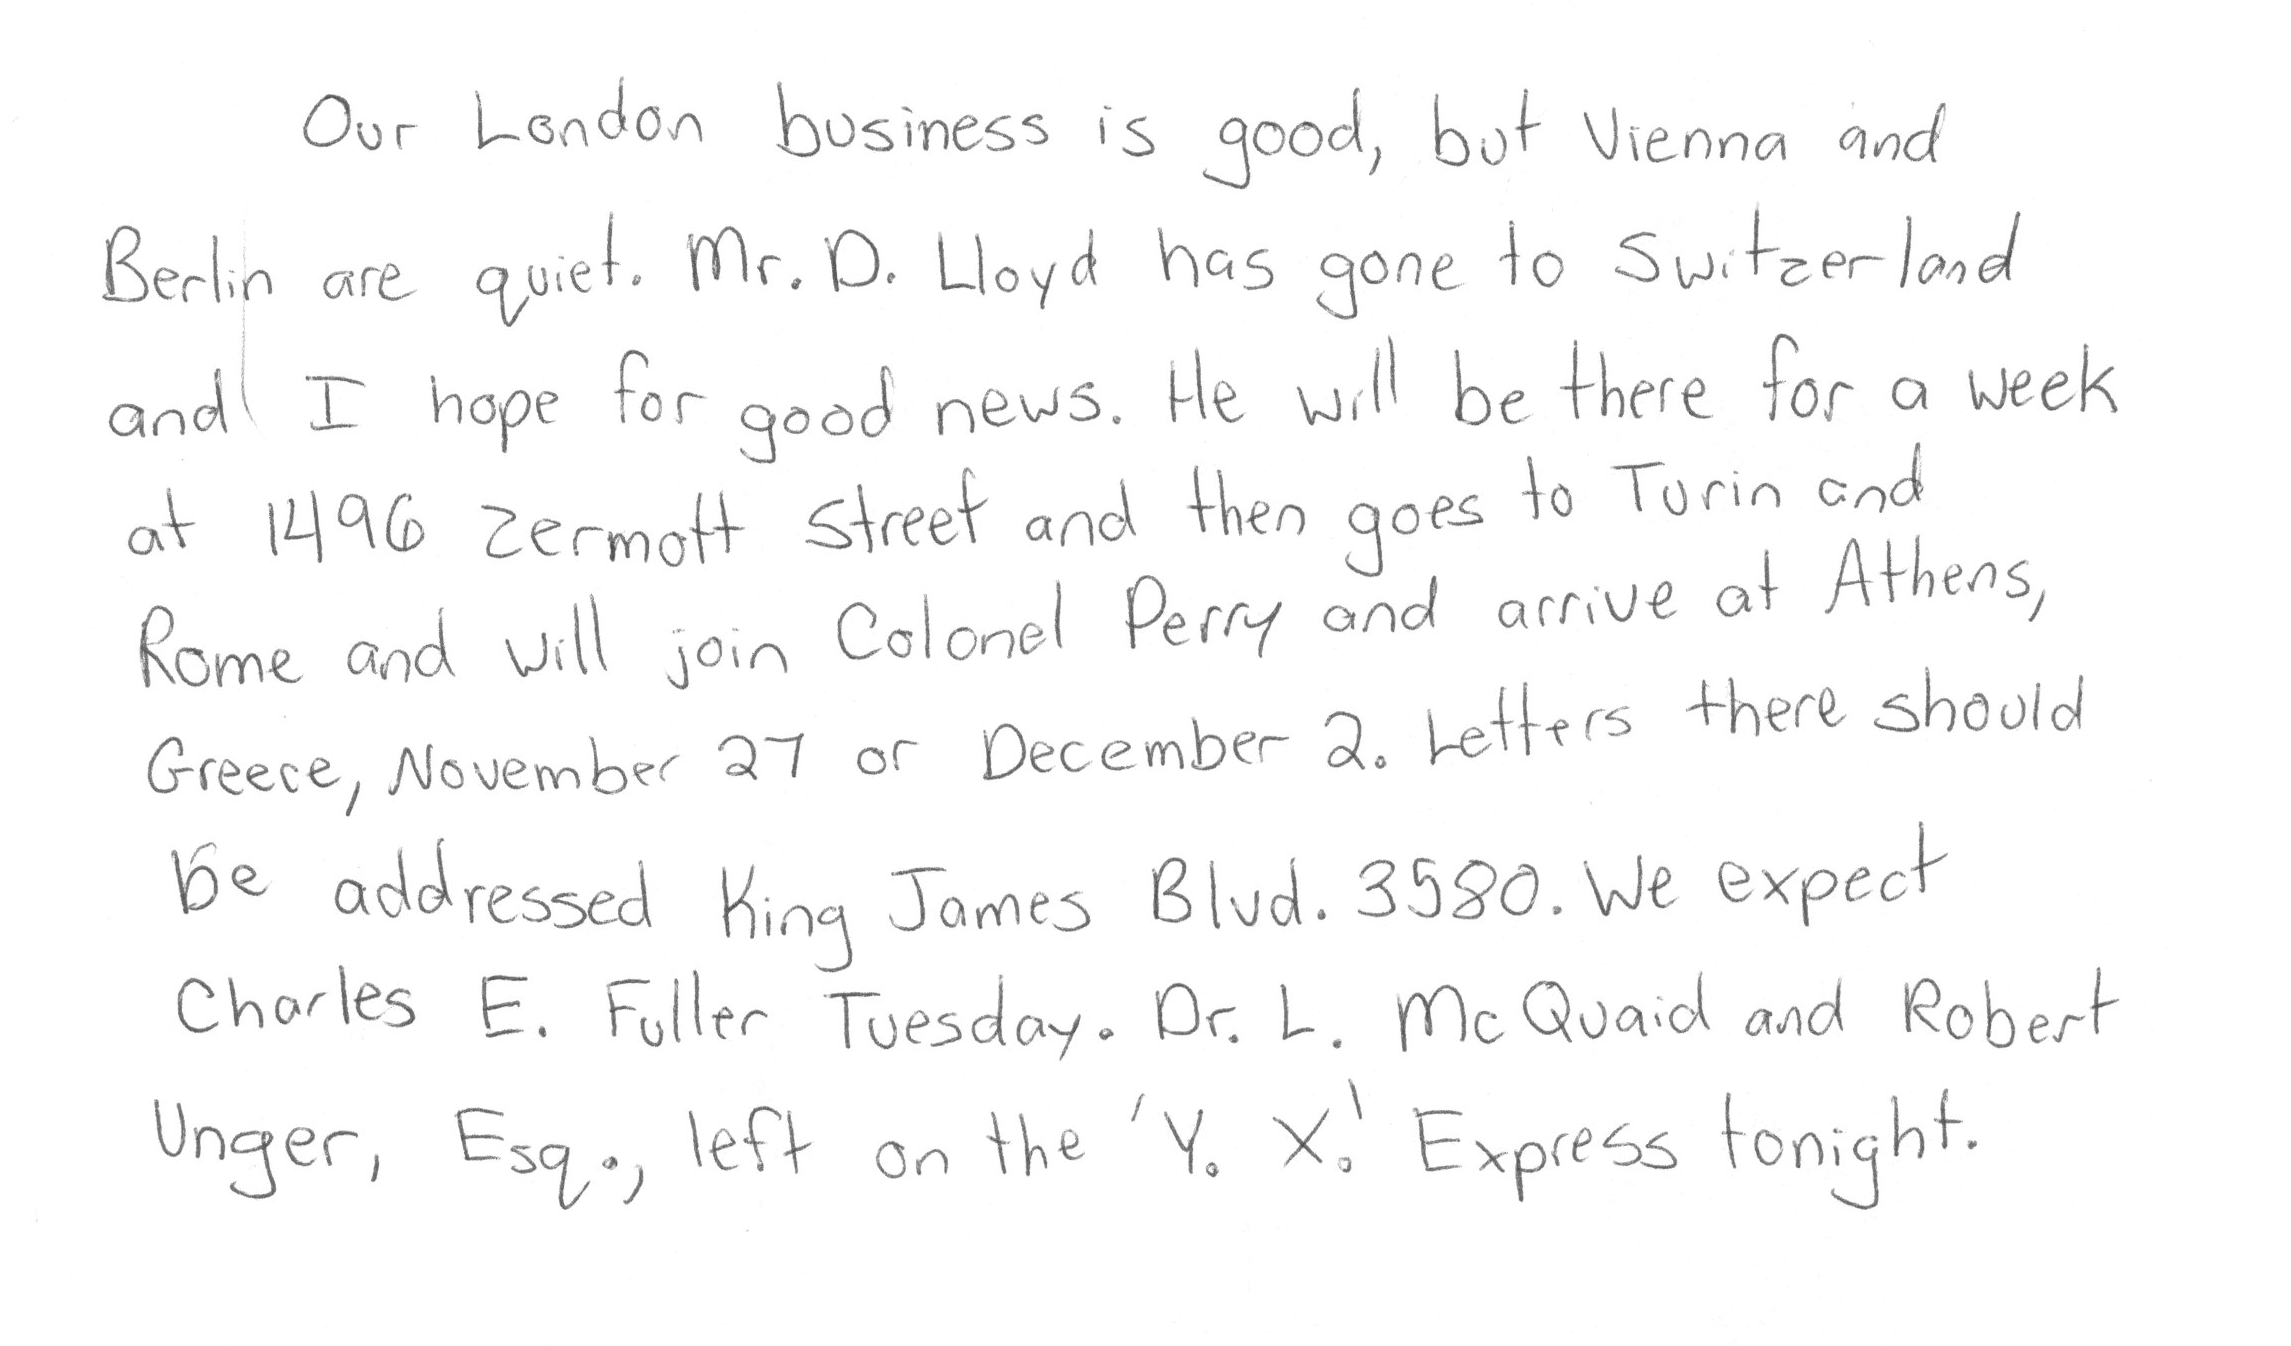 Our London business is good, but Vienna and
Berlin are quiet. Mr. D. Lloyd has gone to Switzerland
and I hope for good news. He will be there for a week
at 1496 Zermott Street and then goes to Turin and
Rome and will join Colonel Perry and arrive at Athens,
Greece, November 27 or December 2. Letters there should
be addressed King James Blvd. 3580. We expect
Charles E. Fuller Tuesday. Dr. L. McQuaid and Robert
Unger, Esq., left on the 'Y. X.' Express tonight.